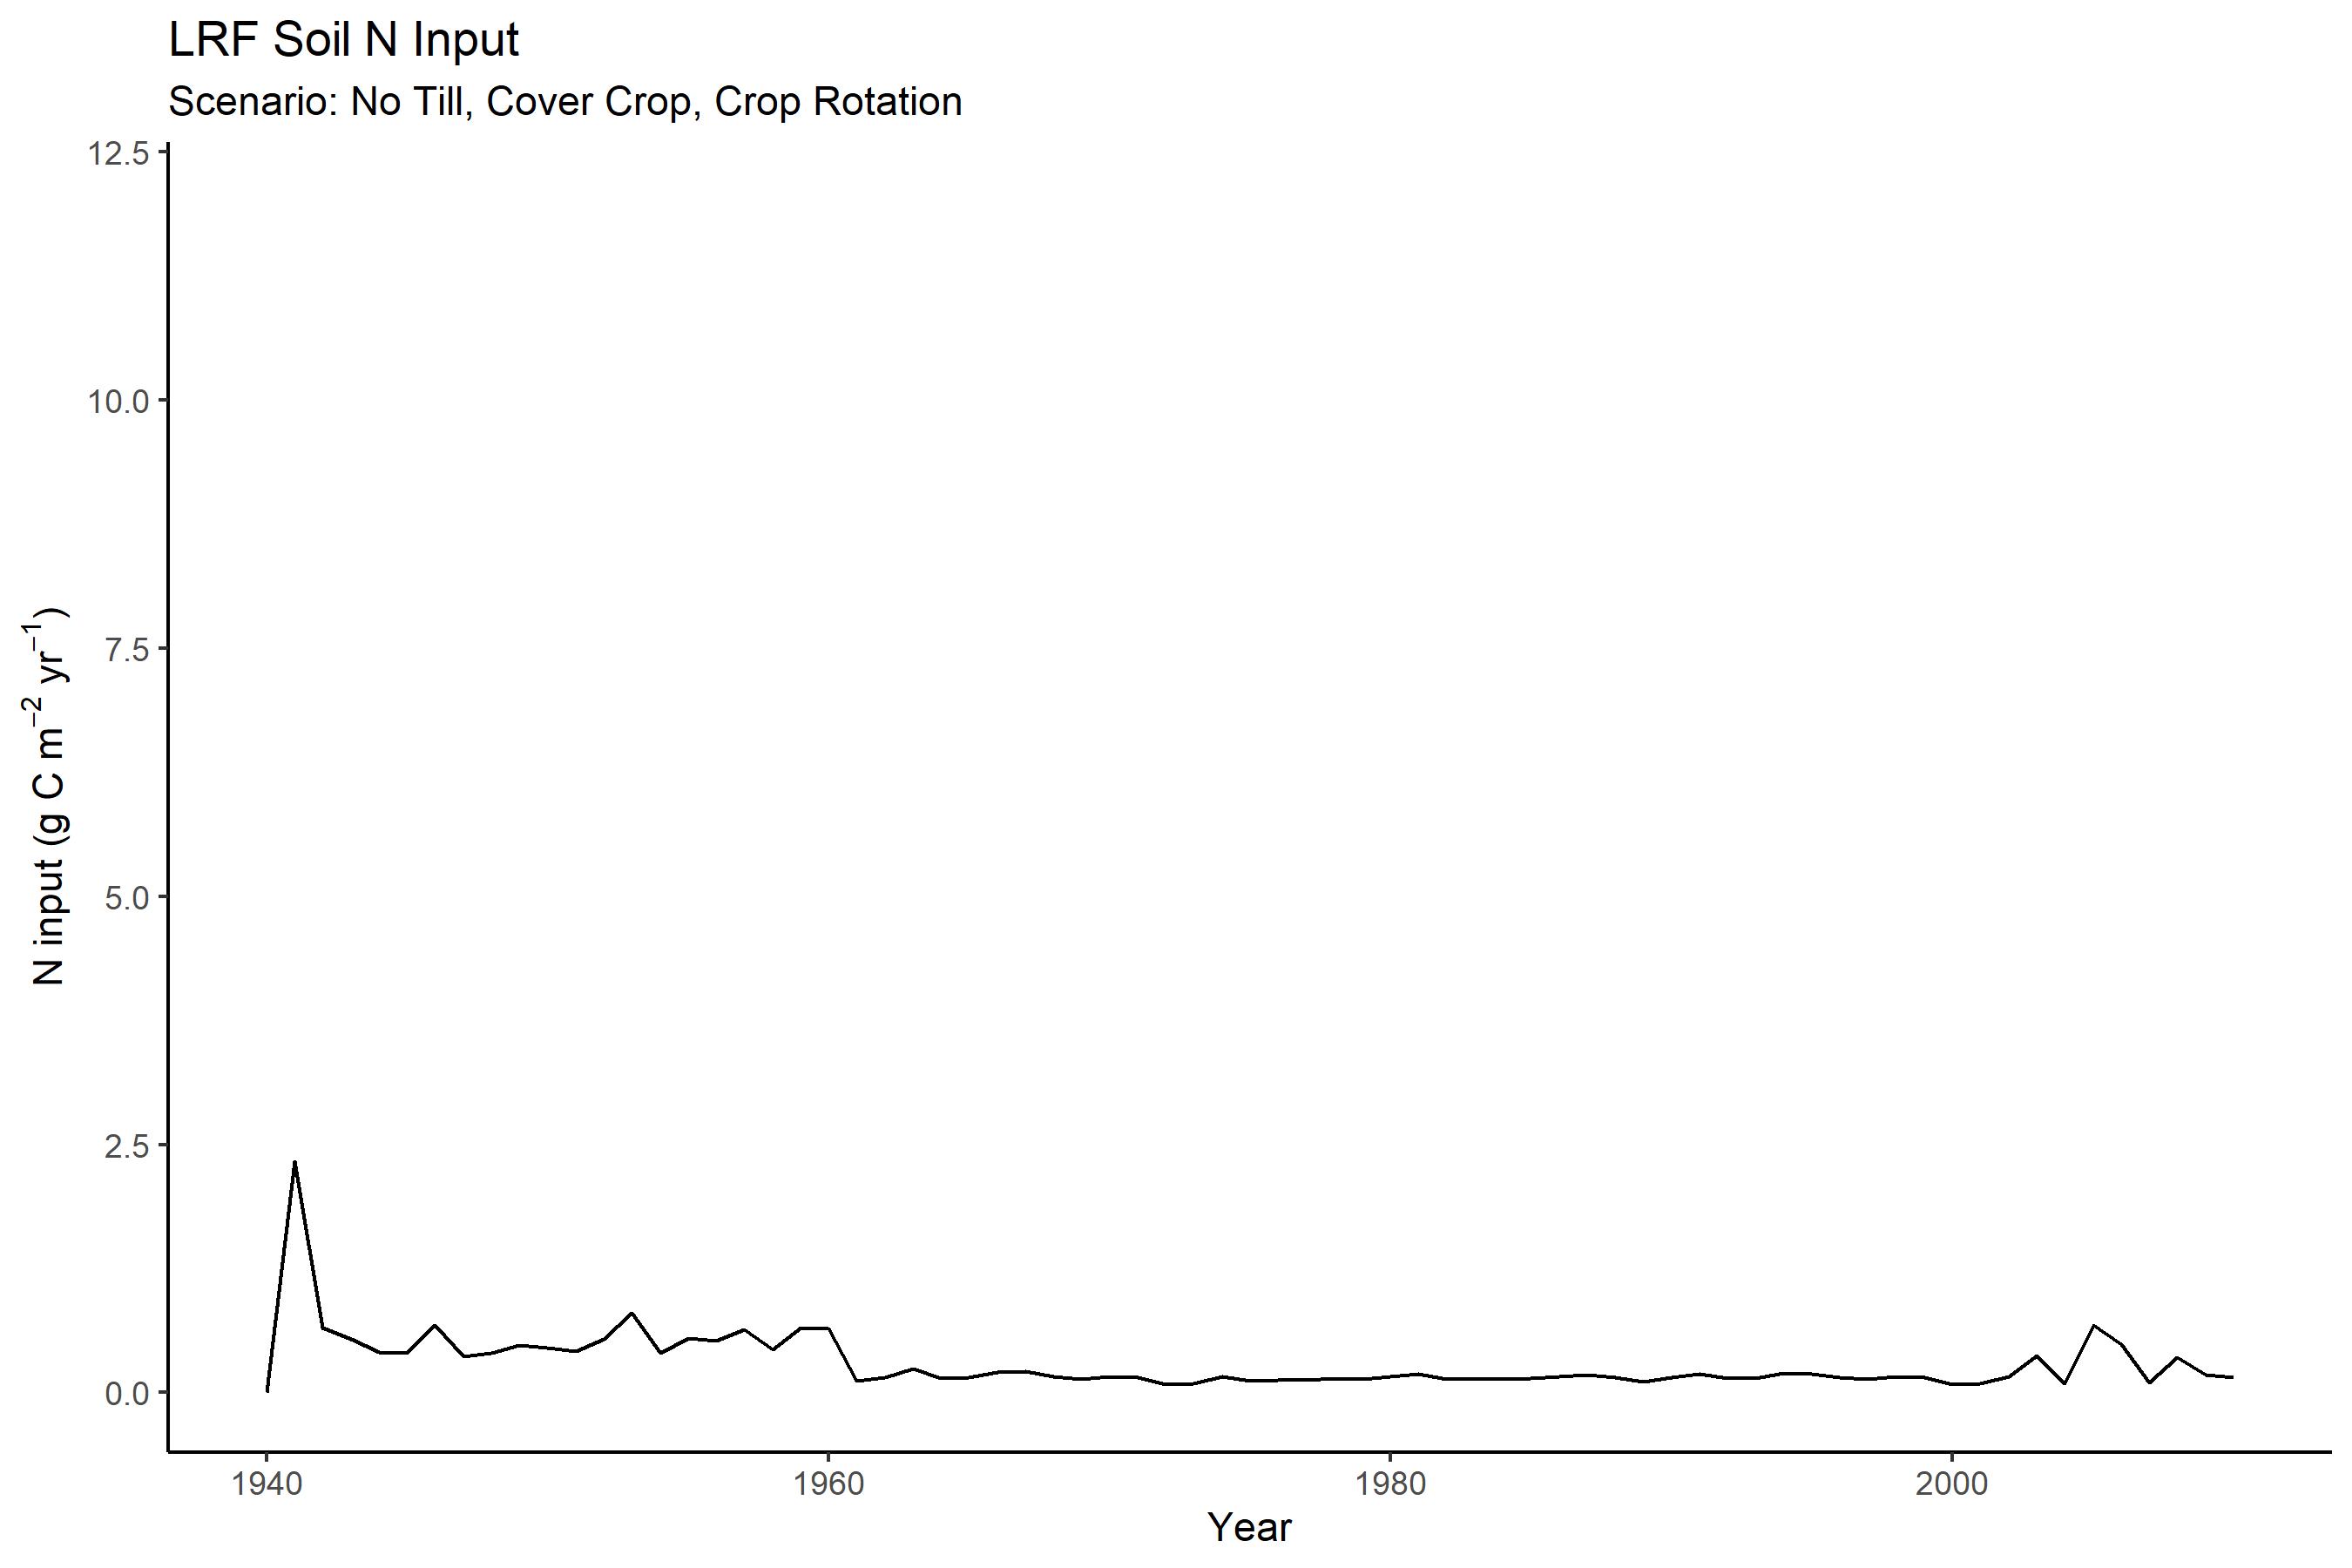 LRF Soil N Input
Scenario: No Till, Cover Crop, Crop Rotation
12.5
10.0
7.5
5.0
2.5
0.0
N input (g C m⁻² yr⁻¹)
1940 1960 1980 2000
Year